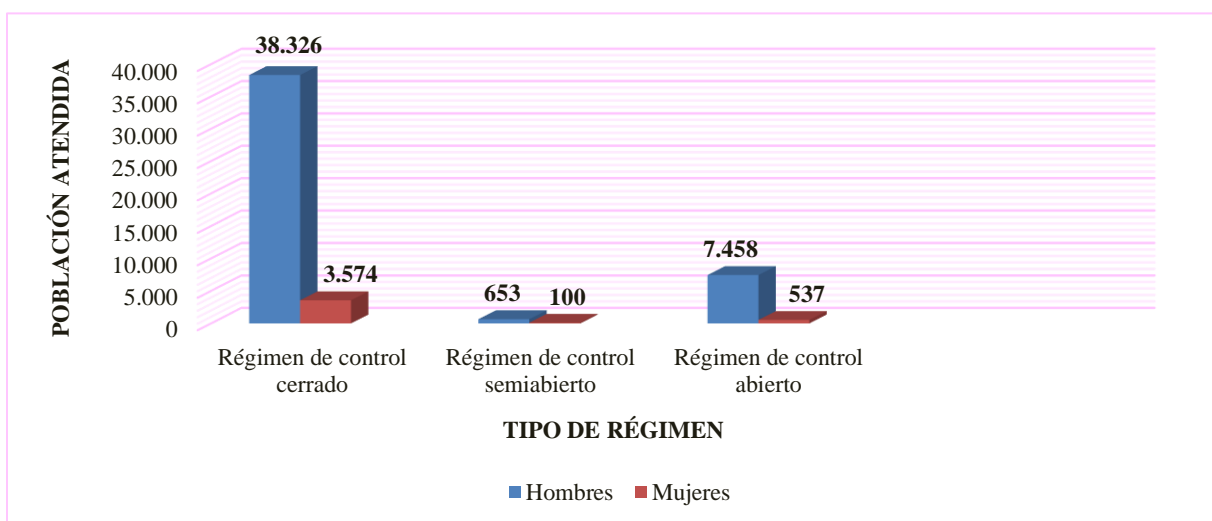 POBLACIÓN ATENDIDA
40.000
35.000
30.000
25.000
20.000
15.000
10.000
5.000
0
38.326
3.574
653
100
7.458
537
Régimen de control
cerrado
Régimen de control
semiabierto
Régimen de control
abierto
TIPO DE RÉGIMEN
Hombres
Mujeres